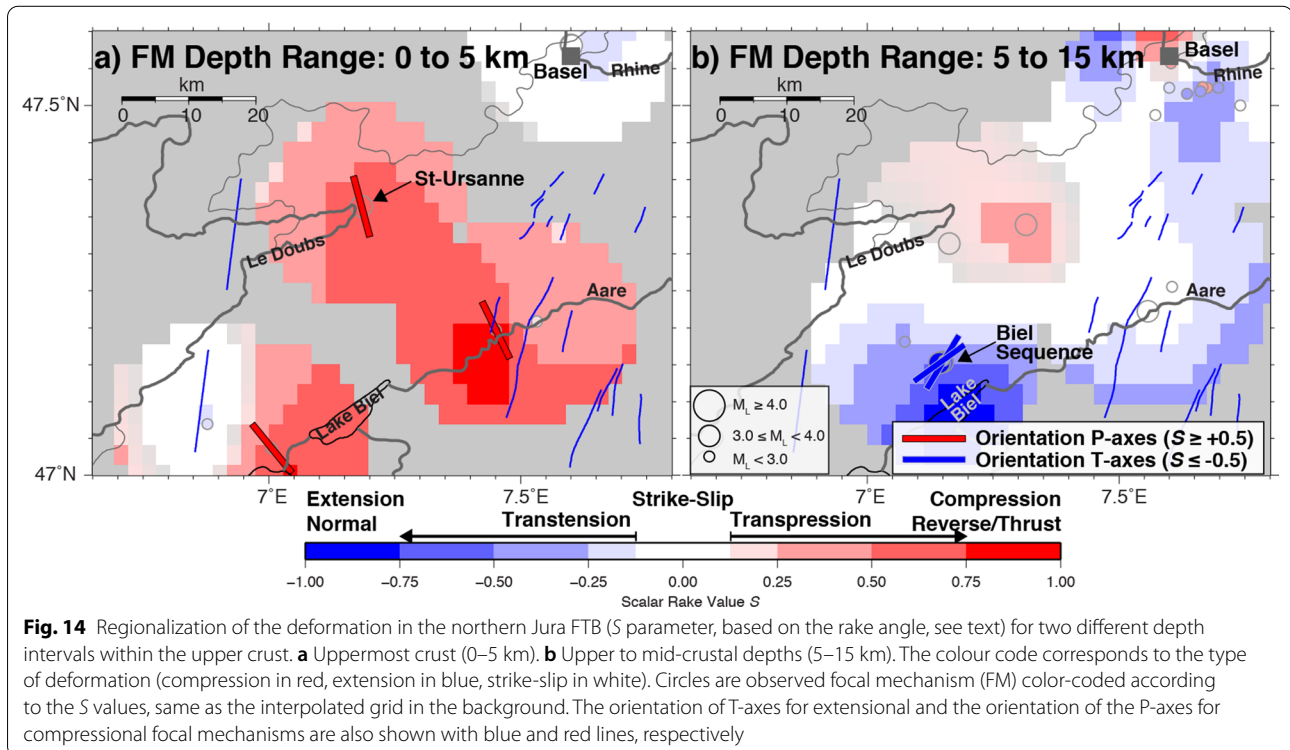 a) FM Depth Range: 0 to 5 km
Basel
Rhine
km
0 10 20
47.5°N
St-Ursanne
Le Doubs
Aare
Lake Biel
47°N
7°E
7.5°E
b) FM Depth Range: 5 to 15 km
Basel
Rhine
km
0 10 20
Le Doubs
Aare
Biel
Sequence
Lake
Biel
M_L ≥ 4.0
3.0 ≤ M_L < 4.0
M_L < 3.0
Orientation P-axes (S ≥ +0.5)
Orientation T-axes (S ≤ -0.5)
7°E
7.5°E
Extension Strike-Slip Compression
Normal Transtension Transpression Reverse/Thrust
−1.00 −0.75 −0.50 −0.25 0.00 0.25 0.50 0.75 1.00
Scalar Rake Value S
Fig. 14 Regionalization of the deformation in the northern Jura FTB (S parameter, based on the rake angle, see text) for two different depth
intervals within the upper crust. a Uppermost crust (0–5 km). b Upper to mid-crustal depths (5–15 km). The colour code corresponds to the type
of deformation (compression in red, extension in blue, strike-slip in white). Circles are observed focal mechanism (FM) color-coded according
to the S values, same as the interpolated grid in the background. The orientation of T-axes for extensional and the orientation of the P-axes for
compressional focal mechanisms are also shown with blue and red lines, respectively